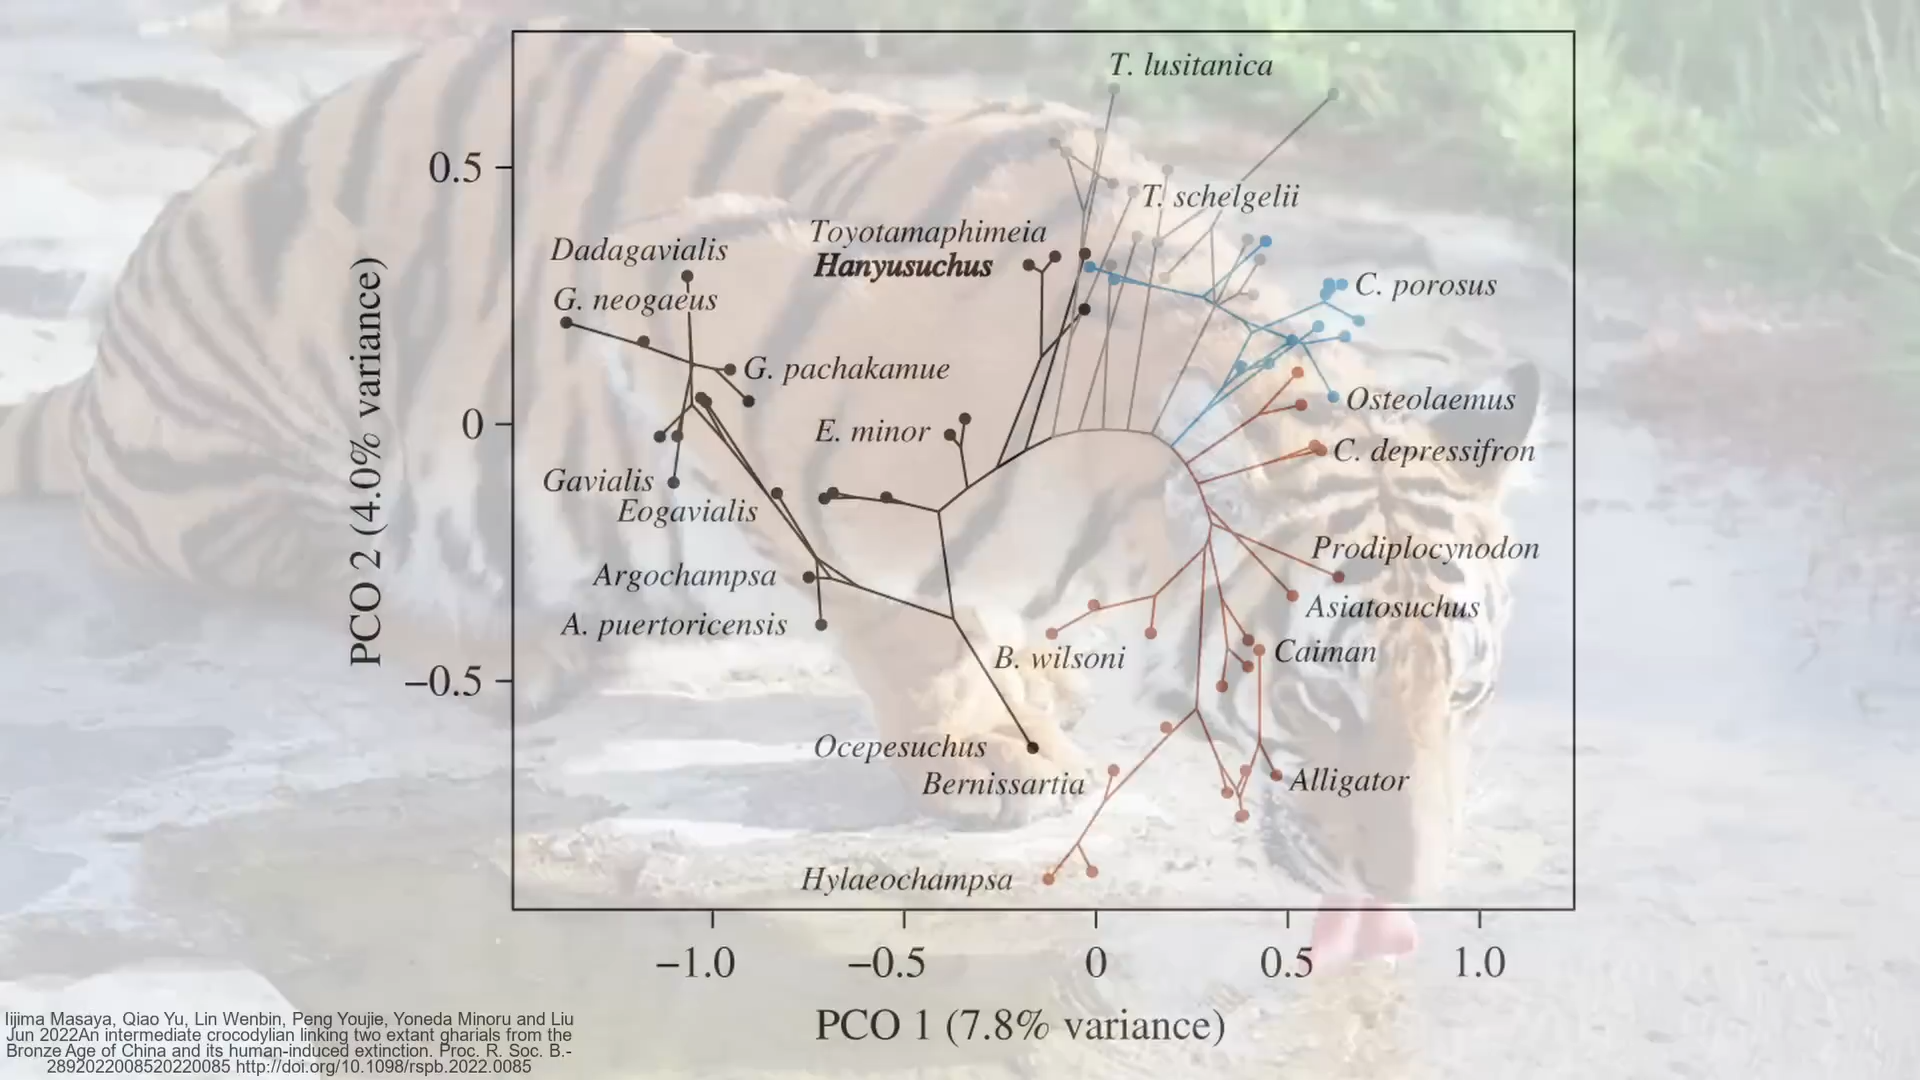 T. lusitanica
0.5
T. schelgelii
Toyotamaphimeia
Dadagavialis
Hanyusuchus
C. porosus
G. neogaeus
G. pachakamue
Osteolaemus
0
E. minor
C. depressifron
Gavialis
Eogavialis
Prodiplocynodon
Argochampsa
Asiatosuchus
A. puertoricensis
Caiman
B. wilsoni
−0.5
Ocepesuchus
Bernissartia
Alligator
Hylaeochampsa
PCO 2 (4.0% variance)
−1.0 −0.5 0 0.5 1.0
PCO 1 (7.8% variance)
Iijima Masaya, Qiao Yu, Lin Wenbin, Peng Youjie, Yoneda Minoru and Liu
Jun 2022An intermediate crocodylian linking two extant gharials from the
Bronze Age of China and its human-induced extinction. Proc. R. Soc. B.-
2892022008520220085 http://doi.org/10.1098/rspb.2022.0085